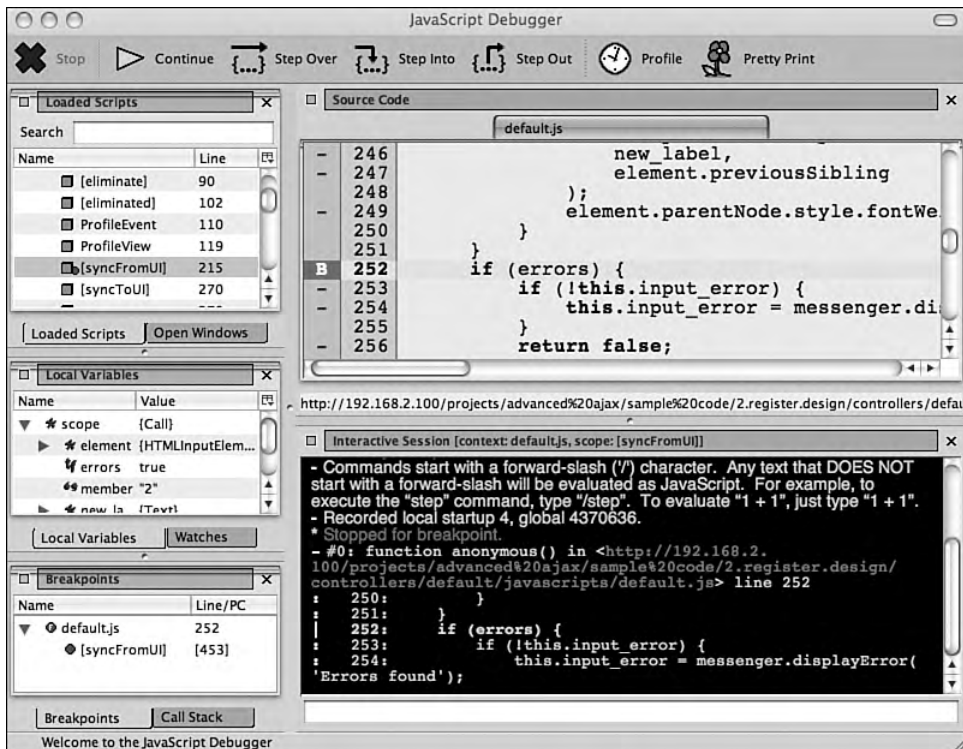 JavaScript Debugger
Stop
Continue
{...} Step Over
{...} Step Into
{...} Step Out
Profile
Pretty Print
Loaded Scripts
Search
Name Line
[eliminate] 90
[eliminated] 102
ProfileEvent 110
ProfileView 119
[syncFromUI] 215
[syncToUI] 270
Loaded Scripts Open Windows
Local Variables
Name Value
scope {Call}
element {HTMLInputElem...
errors true
member "2"
new_la {Text}
Local Variables Watches
Breakpoints
Name Line/PC
default.js 252
[syncFromUI] [453]
Breakpoints Call Stack
Source Code
default.js
- 246 new_label,
- 247 element.previousSibling
248 );
- 249 element.parentNode.style.fontWe
250 }
251 }
B 252 if (errors) {
- 253 if (!this.input_error) {
- 254 this.input_error = messenger.di
255 }
- 256 return false;
http://192.168.2.100/projects/advanced%20ajax/sample%20code/2.register.design/controllers/defau
Interactive Session [context: default.js, scope: [syncFromUI]]
- Commands start with a forward-slash ('/') character. Any text that DOES NOT
start with a forward-slash will be evaluated as JavaScript. For example, to
execute the "step" command, type "/step". To evaluate "1 + 1", just type "1 + 1".
- Recorded local startup 4, global 4370636.
* Stopped for breakpoint.
- #0: function anonymous() in <http://192.168.2.
100/projects/advanced%20ajax/sample%20code/2.register.design/
controllers/default/javascripts/default.js> line 252
: 250: }
: 251: }
| 252: if (errors) {
: 253: if (!this.input_error) {
: 254: this.input_error = messenger.displayError(
'Errors found');
Welcome to the JavaScript Debugger